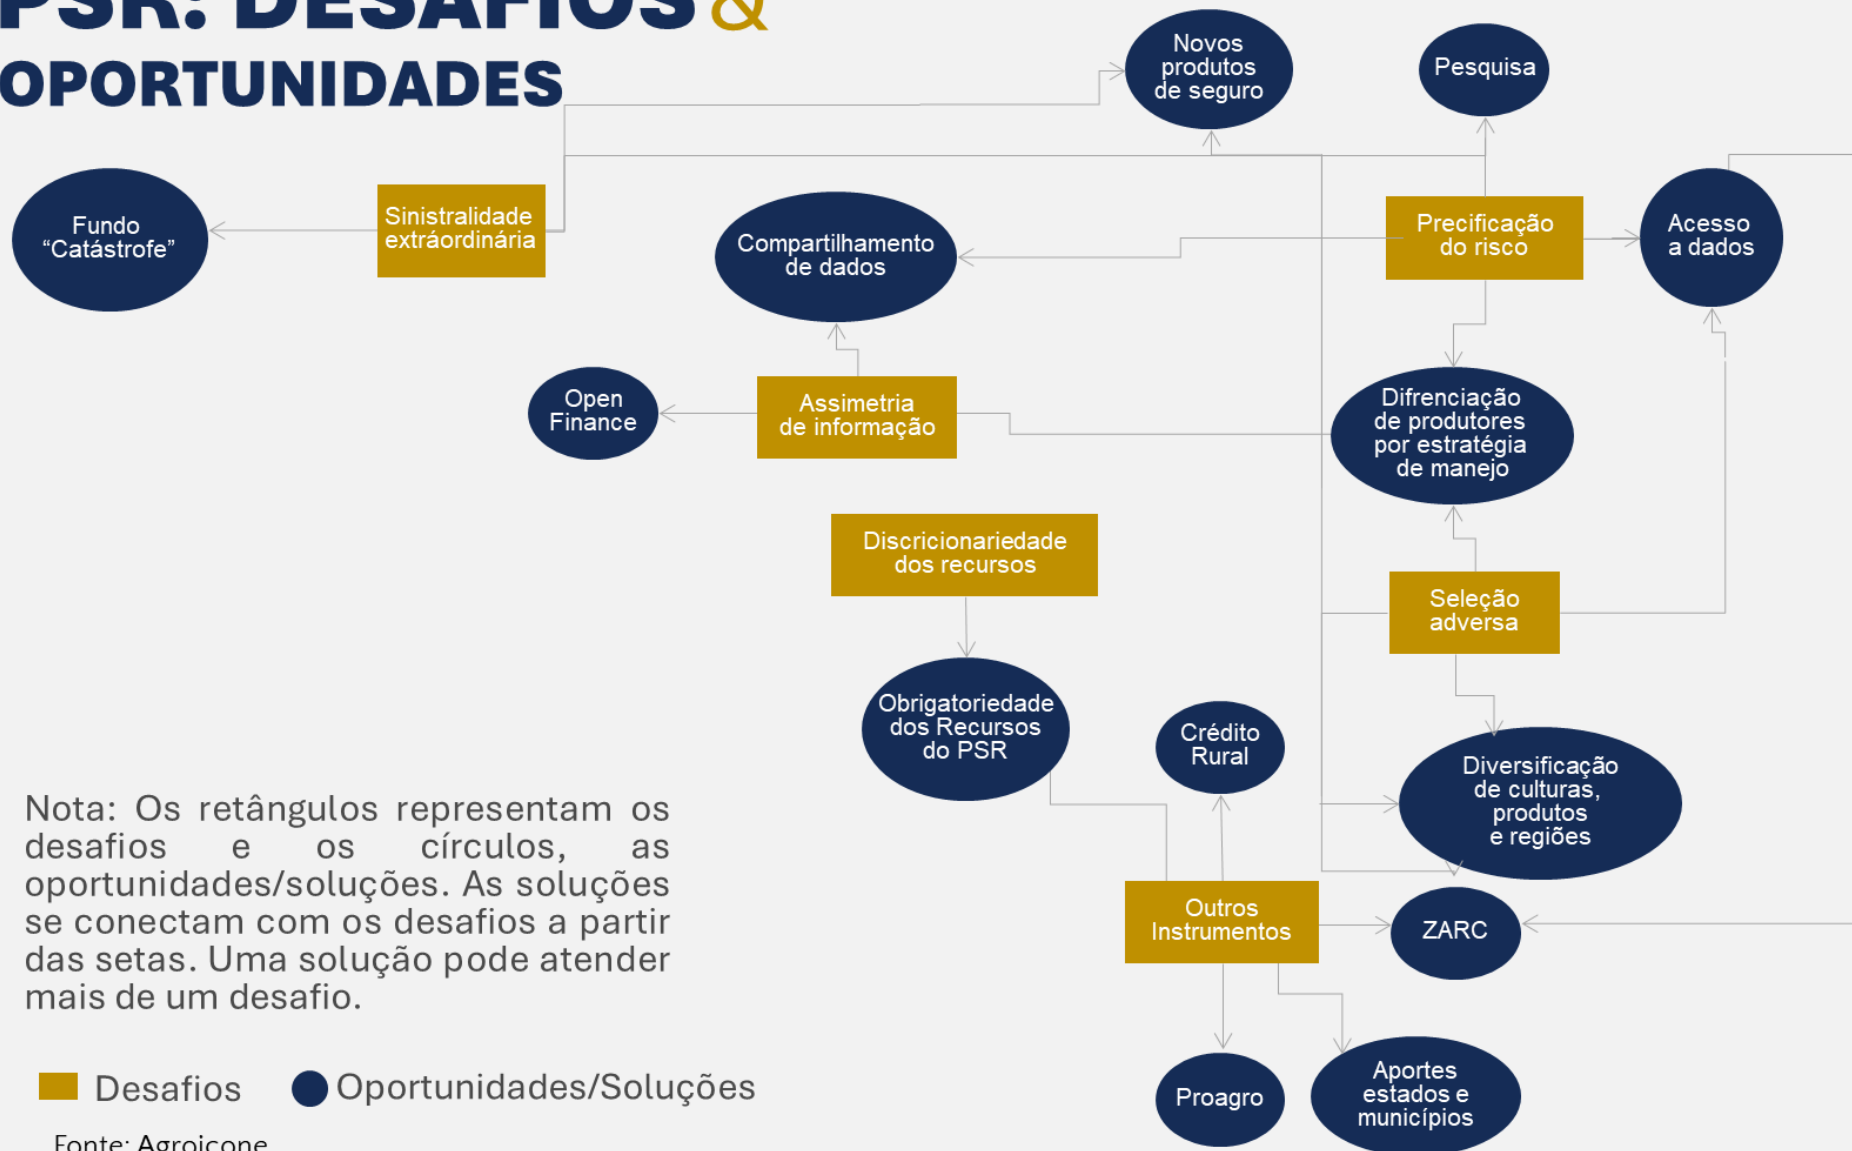 PSR: DESAFIOS &
OPORTUNIDADES
Novos
produtos
de seguro
Pesquisa
Fundo
“Catástrofe”
Sinistralidade
extráordinária
Compartilhamento
de dados
Precificação
do risco
Acesso
a dados
Open
Finance
Assimetria
de informação
Difrenciação
de produtores
por estratégia
de manejo
Discricionariedade
dos recursos
Seleção
adversa
Obrigatoriedade
dos Recursos
do PSR
Crédito
Rural
Diversificação
de culturas,
produtos
e regiões
Outros
Instrumentos
ZARC
Proagro
Aportes
estados e
municípios
Nota: Os retângulos representam os
desafios e os círculos, as
oportunidades/soluções. As soluções
se conectam com os desafios a partir
das setas. Uma solução pode atender
mais de um desafio.
Desafios
Oportunidades/Soluções
Fonte: Agroicone